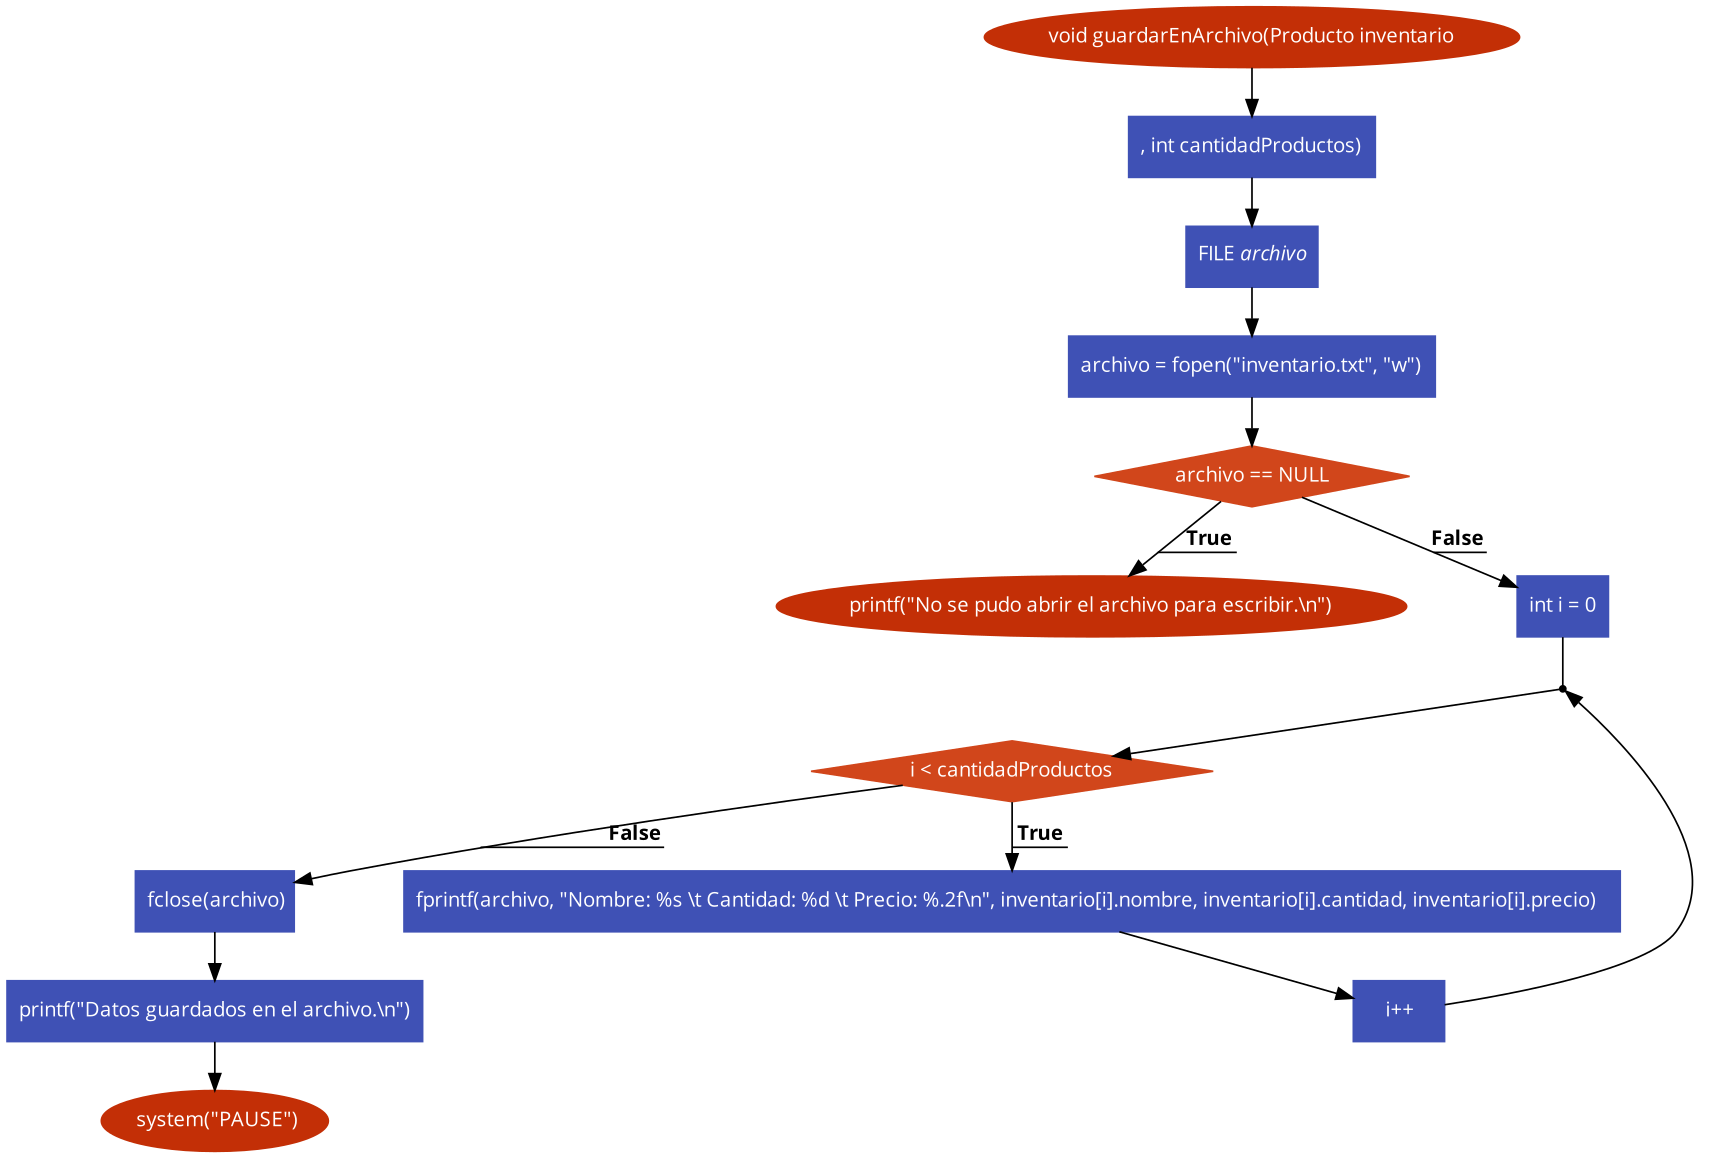 void guardarEnArchivo(Producto inventario
, int cantidadProductos)
FILE archivo
archivo = fopen("inventario.txt", "w")
archivo == NULL
True
False
printf("No se pudo abrir el archivo para escribir.\n")
int i = 0
i < cantidadProductos
False
True
fclose(archivo)
fprintf(archivo, "Nombre: %s \t Cantidad: %d \t Precio: %.2f\n", inventario[i].nombre, inventario[i].cantidad, inventario[i].precio)
printf("Datos guardados en el archivo.\n")
i++
system("PAUSE")